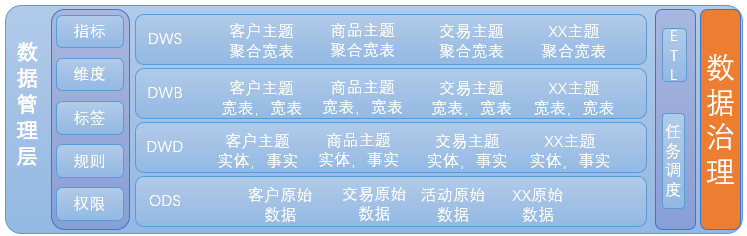 数据管理层
指标
维度
标签
规则
权限
DWS
客户主题
聚合宽表
商品主题
聚合宽表
交易主题
聚合宽表
XX主题
聚合宽表
DWB
客户主题
宽表，宽表
商品主题
宽表，宽表
交易主题
宽表，宽表
XX主题
宽表，宽表
DWD
客户主题
实体，事实
商品主题
实体，事实
交易主题
实体，事实
XX主题
实体，事实
ODS
客户原始
数据
交易原始
数据
活动原始
数据
XX原始
数据
ETL
任务调度
数据治理